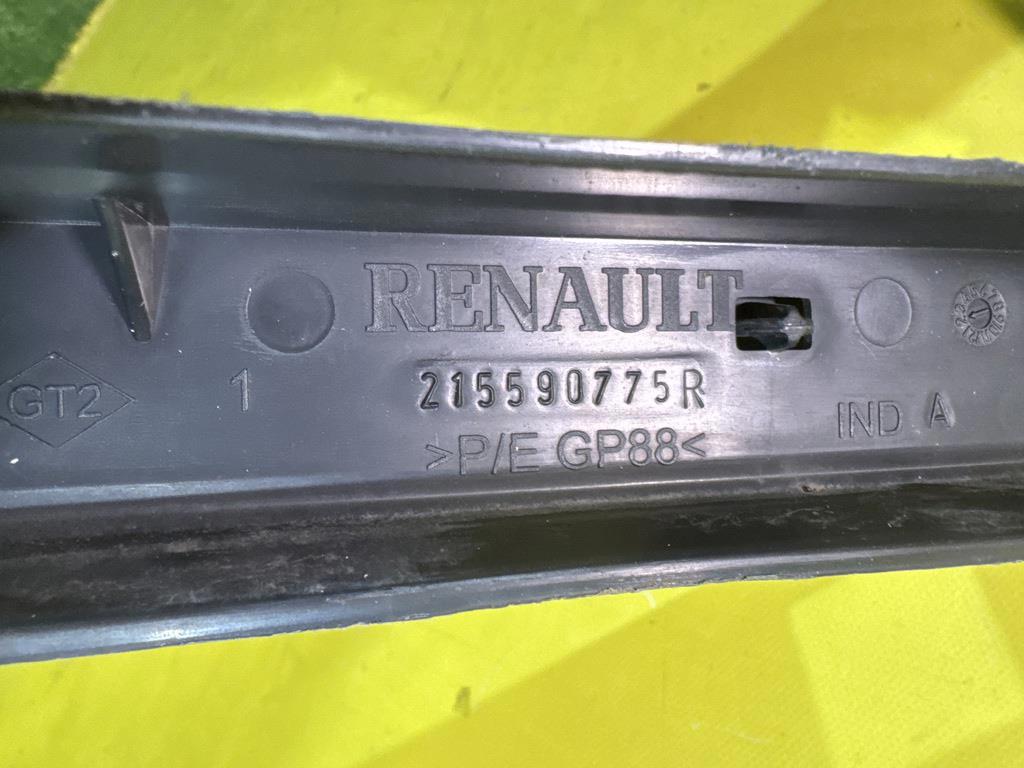 RENAULT
GT2
1
215590775R
>P/E GP88<
IND A